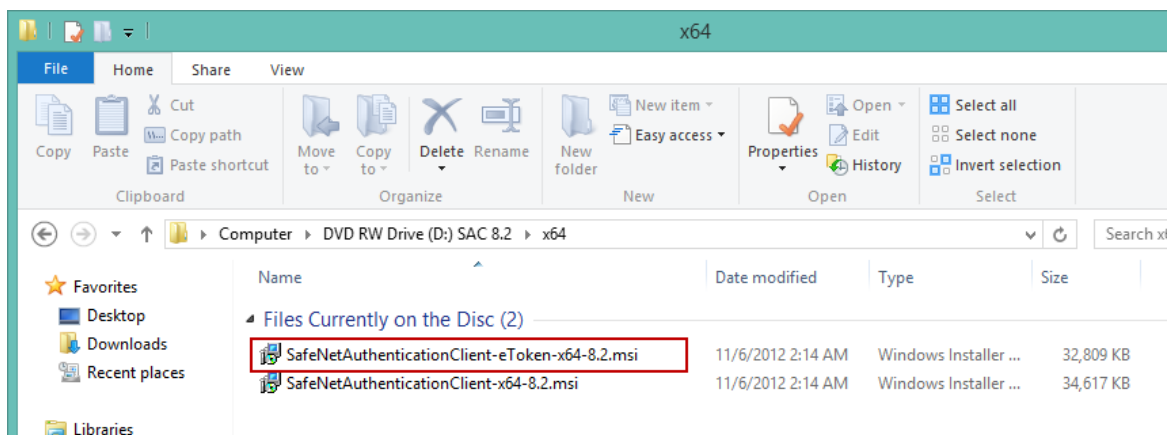 x64
File Home Share View
Copy
Paste
Cut
Copy path
Paste shortcut
Clipboard
Move to
Copy to
Delete
Rename
Organize
New folder
New item
Easy access
New
Properties
Open
Edit
History
Open
Select all
Select none
Invert selection
Select
Computer DVD RW Drive (D:) SAC 8.2 x64
Search
Favorites
Desktop
Downloads
Recent places
Libraries
Name Date modified Type Size
Files Currently on the Disc (2)
SafeNetAuthenticationClient-eToken-x64-8.2.msi 11/6/2012 2:14 AM Windows Installer ... 32,809 KB
SafeNetAuthenticationClient-x64-8.2.msi 11/6/2012 2:14 AM Windows Installer ... 34,617 KB